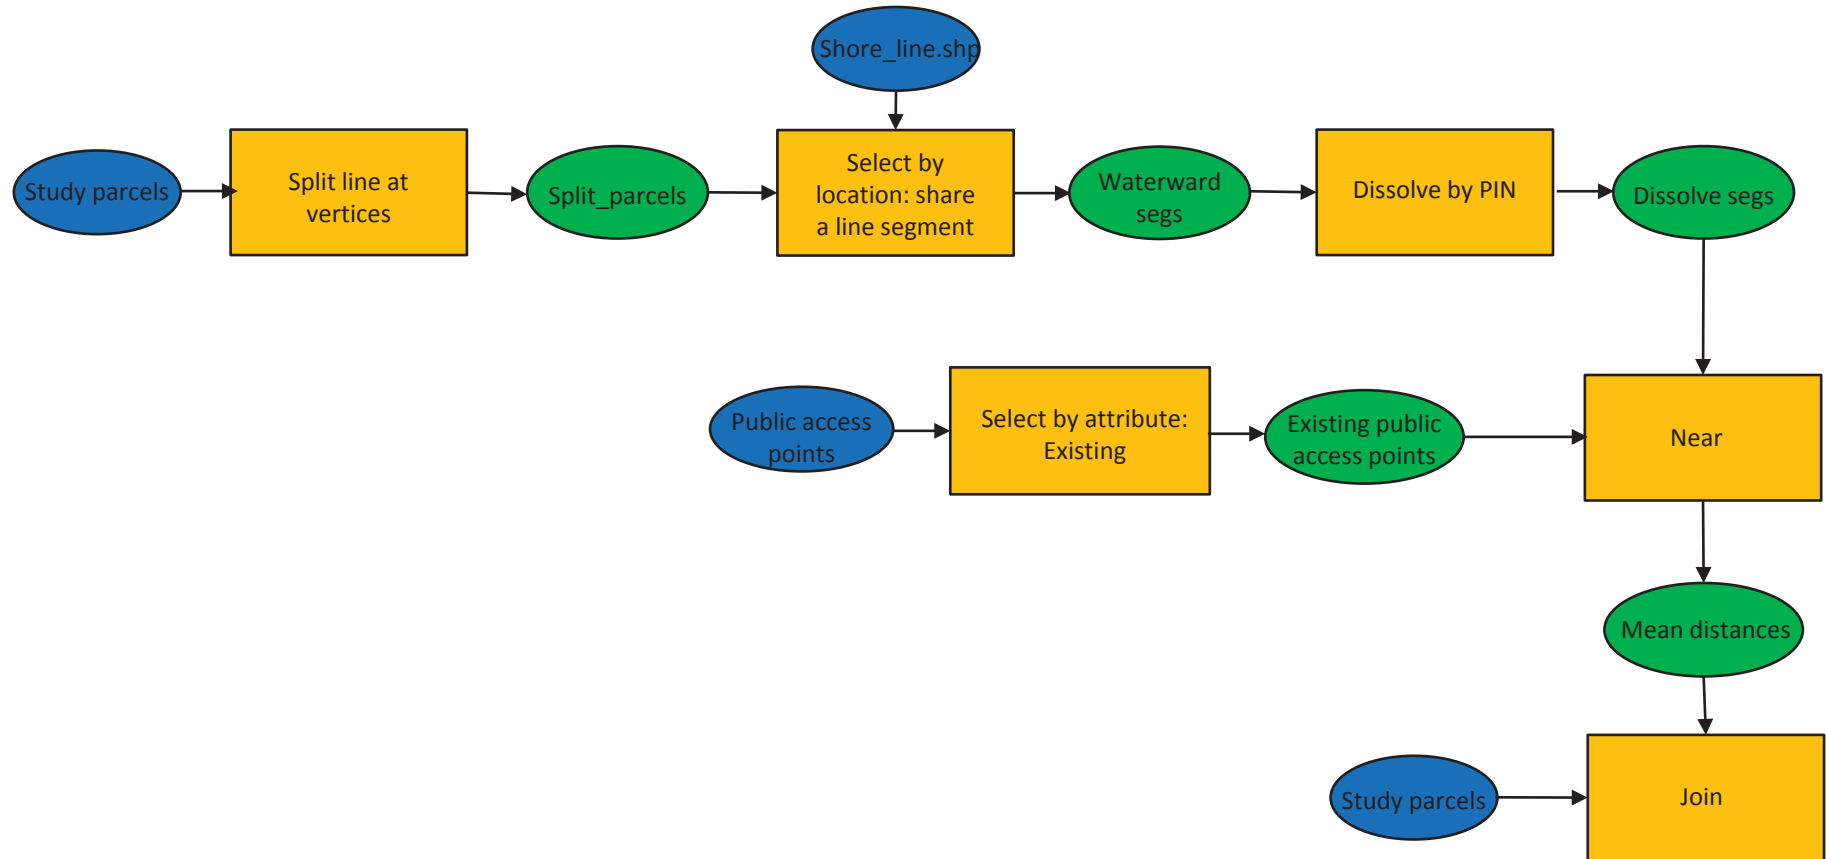 Shore_line.shp
Study parcels
Split line at
vertices
Split_parcels
Select by
location: share
a line segment
Waterward
segs
Dissolve by PIN
Dissolve segs
Public access
points
Select by attribute:
Existing
Existing public
access points
Near
Mean distances
Study parcels
Join